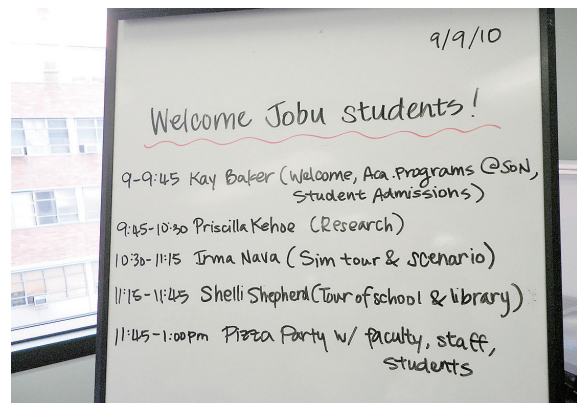 9/9/10
Welcome Jobu students!
9-9:45 Kay Baker (Welcome, Aca. Programs @SoN,
Student Admissions)
9:45-10:30 Priscilla Kehoe (Research)
10:30-11:15 Irma Nava (Sim tour & scenario)
11:15-11:45 Shelli Shepherd (Tour of school & library)
11:45-1:00pm Pizza Party w/ faculty, staff,
students